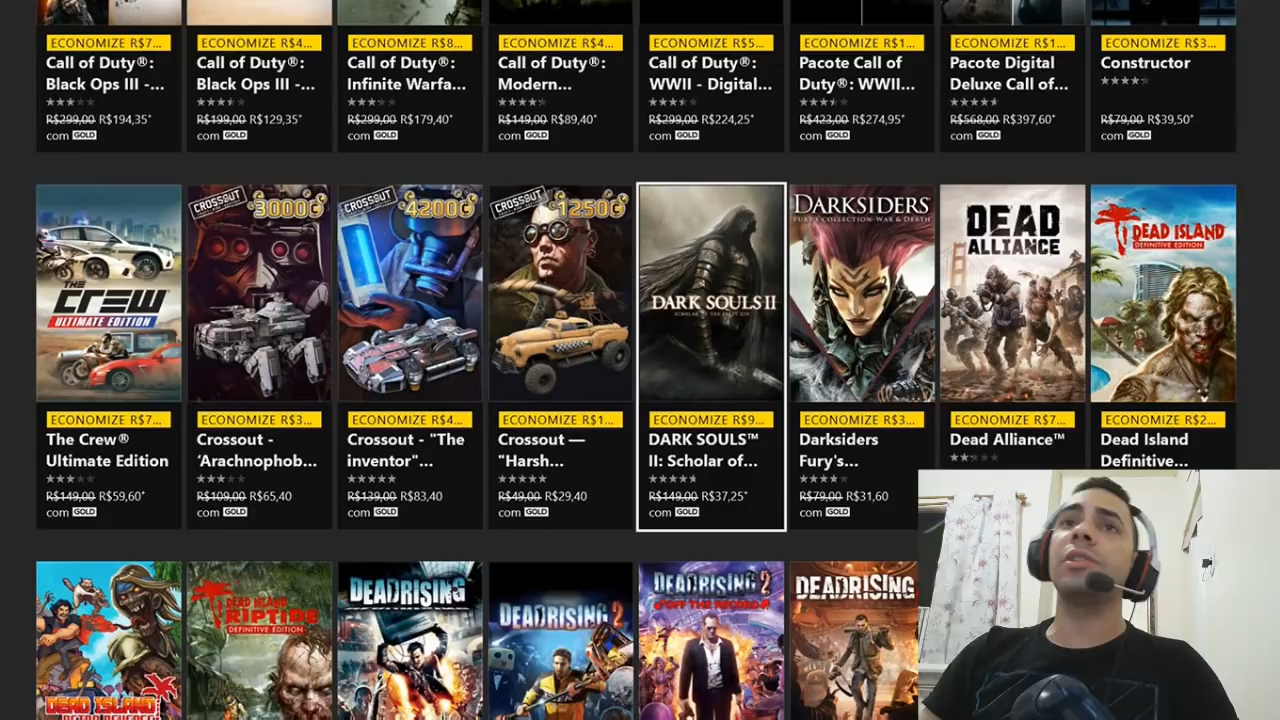 ECONOMIZE R$7...
Call of Duty®:
Black Ops III -...
R$299,00 R$194,35*
com GOLD
ECONOMIZE R$4...
Call of Duty®:
Black Ops III -...
R$199,00 R$129,35*
com GOLD
ECONOMIZE R$8...
Call of Duty®:
Infinite Warfa...
R$299,00 R$179,40*
com GOLD
ECONOMIZE R$4...
Call of Duty®:
Modern...
R$149,00 R$89,40*
com GOLD
ECONOMIZE R$5...
Call of Duty®:
WWII - Digital...
R$299,00 R$224,25*
com GOLD
ECONOMIZE R$1...
Pacote Call of
Duty®: WWII...
R$423,00 R$274,95*
com GOLD
ECONOMIZE R$1...
Pacote Digital
Deluxe Call of...
R$568,00 R$397,60*
com GOLD
ECONOMIZE R$3...
Constructor
R$79,00 R$39,50*
com GOLD
THE
CREW
ULTIMATE EDITION
ECONOMIZE R$7...
The Crew®
Ultimate Edition
R$149,00 R$59,60*
com GOLD
CROSSOUT
3000
ECONOMIZE R$3...
Crossout -
‘Arachnophob...
R$109,00 R$65,40
com GOLD
CROSSOUT
4200
ECONOMIZE R$4...
Crossout - "The
inventor"...
R$139,00 R$83,40
com GOLD
CROSSOUT
1250
ECONOMIZE R$1...
Crossout —
"Harsh...
R$49,00 R$29,40
com GOLD
DARK SOULS II
SCHOLAR OF THE FIRST SIN
ECONOMIZE R$9...
DARK SOULS™
II: Scholar of...
R$149,00 R$37,25*
com GOLD
DARKSIDERS
FURY'S COLLECTION - WAR & DEATH
ECONOMIZE R$3...
Darksiders
Fury's...
R$79,00 R$31,60
com GOLD
DEAD
ALLIANCE
ECONOMIZE R$7...
Dead Alliance™
DEAD ISLAND
DEFINITIVE EDITION
ECONOMIZE R$2...
Dead Island
Definitive...
DEAD ISLAND
RETRO REVENGE
DEAD ISLAND
RIPTIDE
DEFINITIVE EDITION
DEADRISING
DEADRISING 2
DEADRISING 2
OFF THE RECORD
DEADRISING